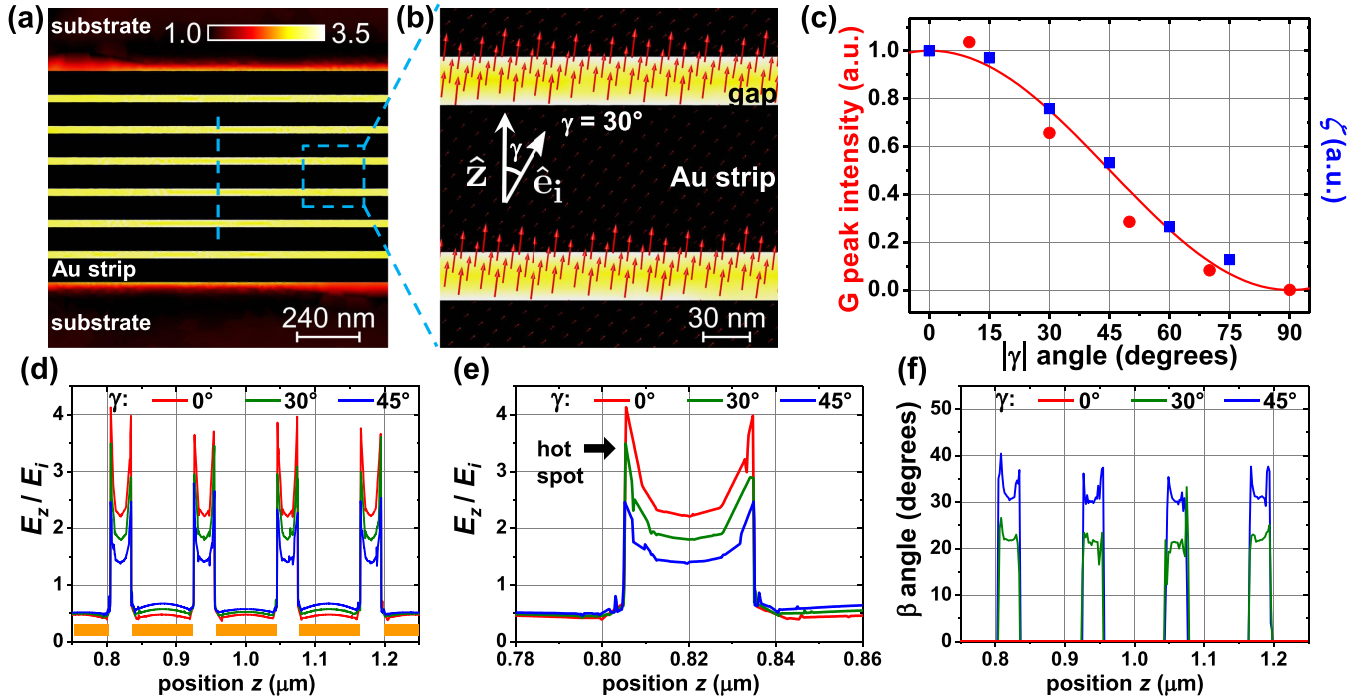 (a)
substrate
1.0
3.5
Au strip
substrate
240 nm
(b)
gap
γ = 30°
γ
ẑ
ê_i
Au strip
30 nm
(c)
G peak intensity (a.u.)
1.0
0.8
0.6
0.4
0.2
0.0
0 15 30 45 60 75 90
|γ| angle (degrees)
ζ (a.u.)
(d)
γ: 0° 30° 45°
E_z / E_i
4
3
2
1
0
0.8 0.9 1.0 1.1 1.2
position z (μm)
(e)
γ: 0° 30° 45°
hot
spot
E_z / E_i
4
3
2
1
0
0.78 0.80 0.82 0.84 0.86
position z (μm)
(f)
γ: 0° 30° 45°
β angle (degrees)
50
40
30
20
10
0
0.8 0.9 1.0 1.1 1.2
position z (μm)